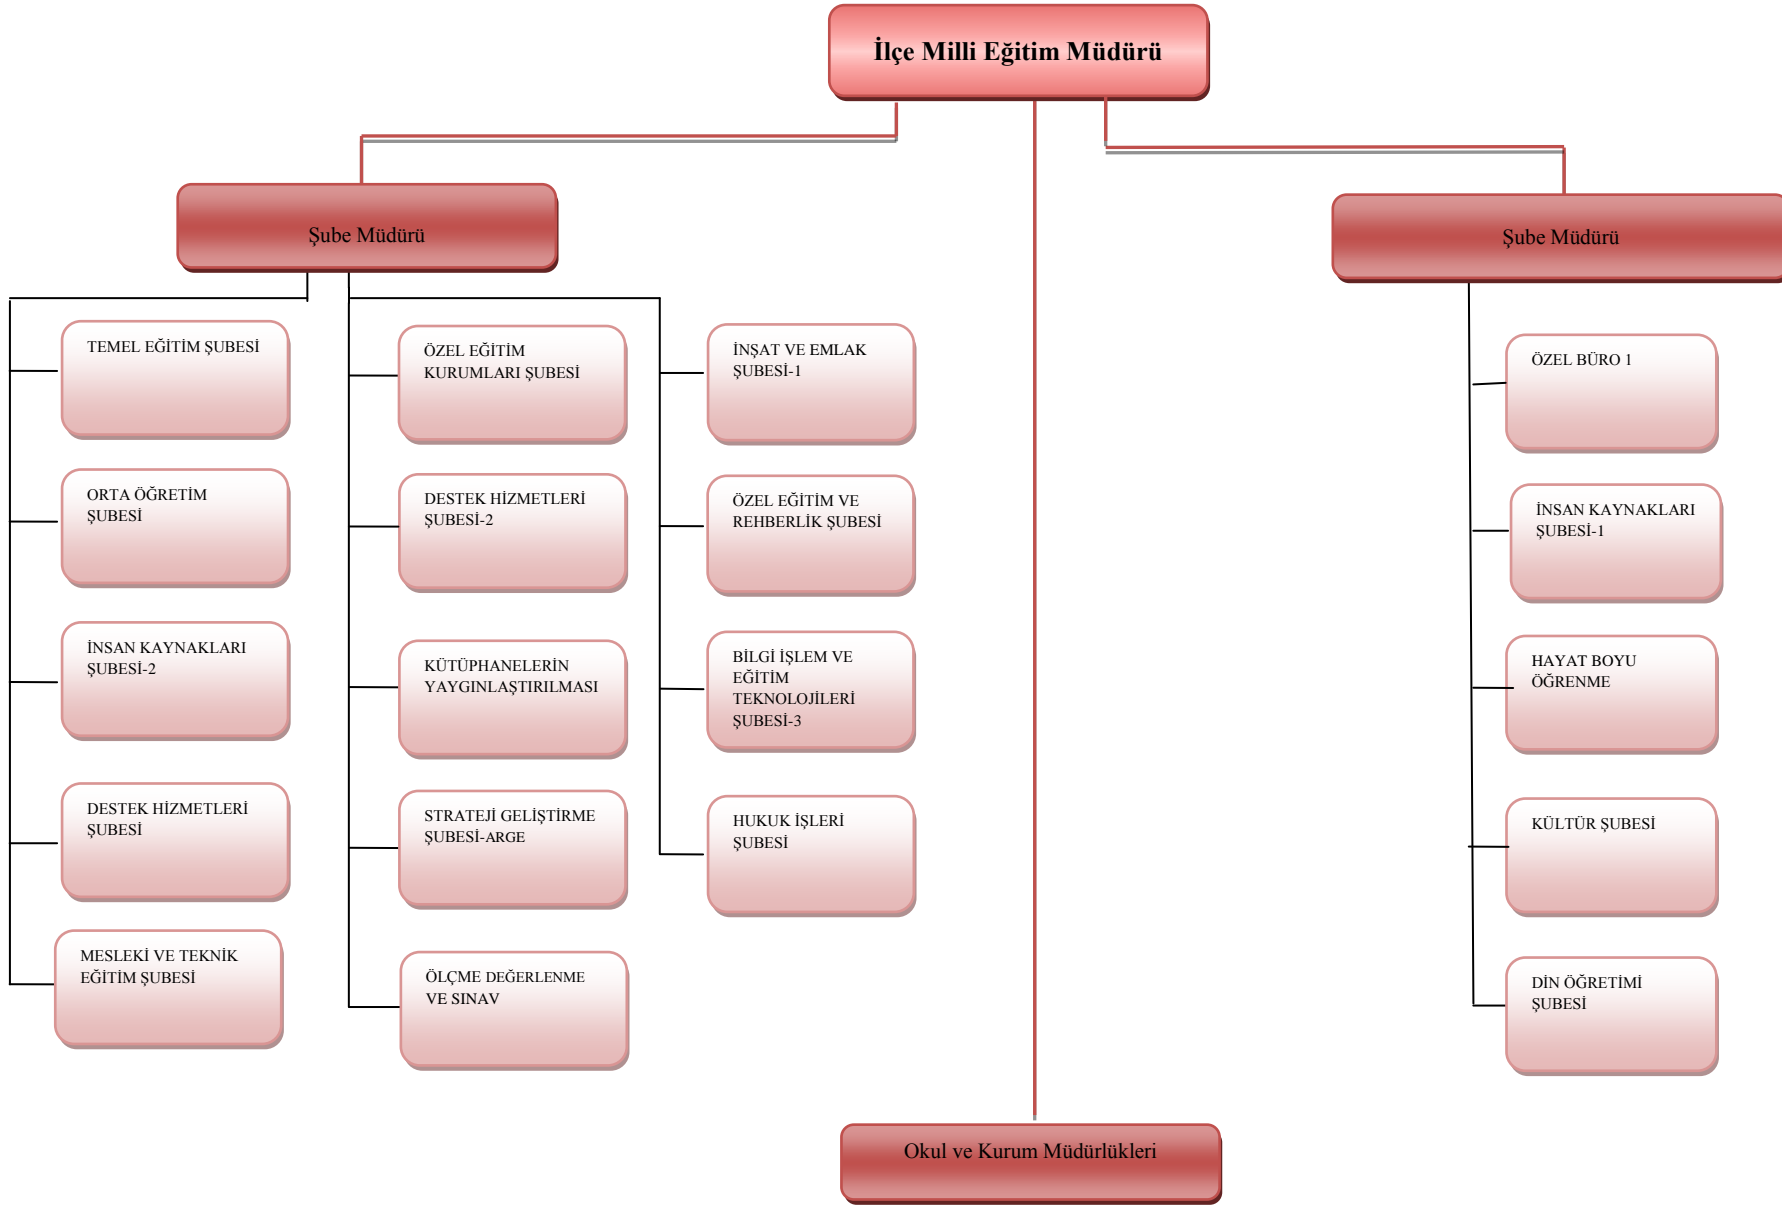 İlçe Milli Eğitim Müdürü
Şube Müdürü
Şube Müdürü
TEMEL EĞİTİM ŞUBESİ
ORTA ÖĞRETİM
ŞUBESİ
İNSAN KAYNAKLARI
ŞUBESİ-2
DESTEK HİZMETLERİ
ŞUBESİ
MESLEKİ VE TEKNİK
EĞİTİM ŞUBESİ
ÖZEL EĞİTİM
KURUMLARI ŞUBESİ
DESTEK HİZMETLERİ
ŞUBESİ-2
KÜTÜPHANELERİN
YAYGINLAŞTIRILMASI
STRATEJİ GELİŞTİRME
ŞUBESİ-ARGE
ÖLÇME DEĞERLENME
VE SINAV
İNŞAT VE EMLAK
ŞUBESİ-1
ÖZEL EĞİTİM VE
REHBERLİK ŞUBESİ
BİLGİ İŞLEM VE
EĞİTİM
TEKNOLOJİLERİ
ŞUBESİ-3
HUKUK İŞLERİ
ŞUBESİ
ÖZEL BÜRO 1
İNSAN KAYNAKLARI
ŞUBESİ-1
HAYAT BOYU
ÖĞRENME
KÜLTÜR ŞUBESİ
DİN ÖĞRETİMİ
ŞUBESİ
Okul ve Kurum Müdürlükleri